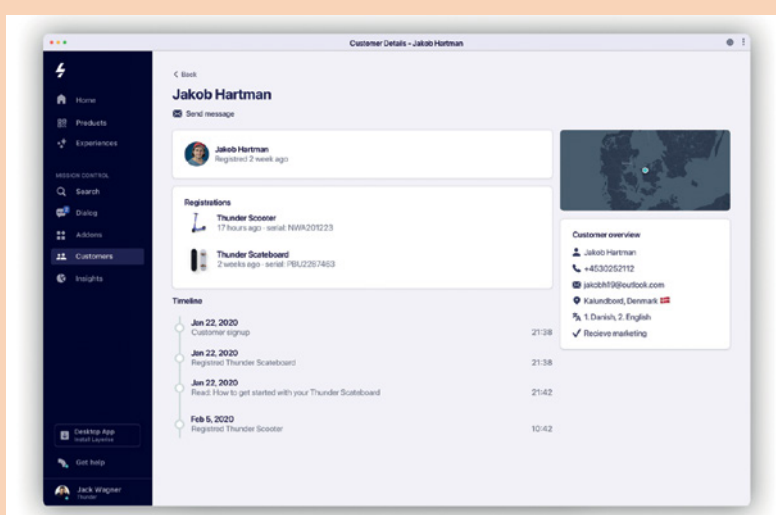 Customer Details - Jakob Hartman
Home
Products
Experiences
MISSION CONTROL
Search
Dialog
Addons
Customers
Insights
Desktop App
Install Layerise
Get help
Jack Wagner
Thunder
Back
Jakob Hartman
Send message
Jakob Hartman
Registred 2 week ago
Registrations
Thunder Scooter
17 hours ago - serial: NWA201223
Thunder Scateboard
2 weeks ago - serial: PBU2267463
Timeline
Jan 22, 2020
Customer signup 21:38
Jan 22, 2020
Registred Thunder Scateboard 21:38
Jan 22, 2020
Read: How to get started with your Thunder Scateboard 21:42
Feb 5, 2020
Registred Thunder Scooter 10:42
Customer overview
Jakob Hartman
+4530252112
jakobh19@outlook.com
Kalundbord, Denmark
1. Danish, 2. English
Recieve marketing